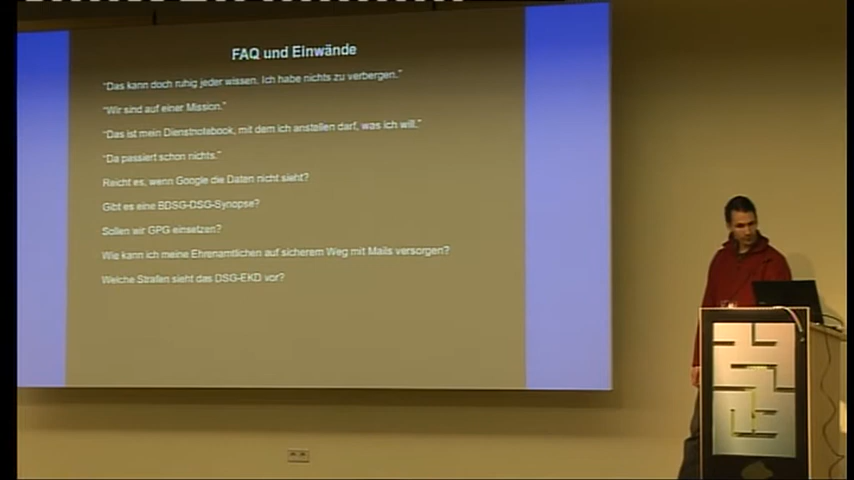 FAQ und Einwände
"Das kann doch ruhig jeder wissen. Ich habe nichts zu verbergen."
"Wir sind auf einer Mission."
"Das ist mein Dienstnotebook, mit dem ich anstellen darf, was ich will."
"Da passiert schon nichts."
Reicht es, wenn Google die Daten nicht sieht?
Gibt es eine BDSG-DSG-Synopse?
Sollen wir GPG einsetzen?
Wie kann ich meine Ehrenamtlichen auf sicherem Weg mit Mails versorgen?
Welche Strafen sieht das DSG-EKD vor?